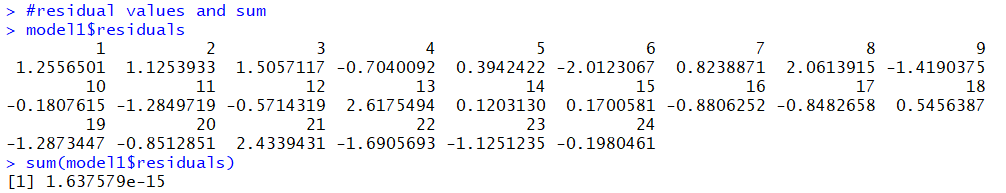 > #residual values and sum
> model1$residuals
1 2 3 4 5 6 7 8 9
1.2556501 1.1253933 1.5057117 -0.7040092 0.3942422 -2.0123067 0.8238871 2.0613915 -1.4190375
10 11 12 13 14 15 16 17 18
-0.1807615 -1.2849719 -0.5714319 2.6175494 0.1203130 0.1700581 -0.8806252 -0.8482658 0.5456387
19 20 21 22 23 24
-1.2873447 -0.8512851 2.4339431 -1.6905693 -1.1251235 -0.1980461
> sum(model1$residuals)
[1] 1.637579e-15